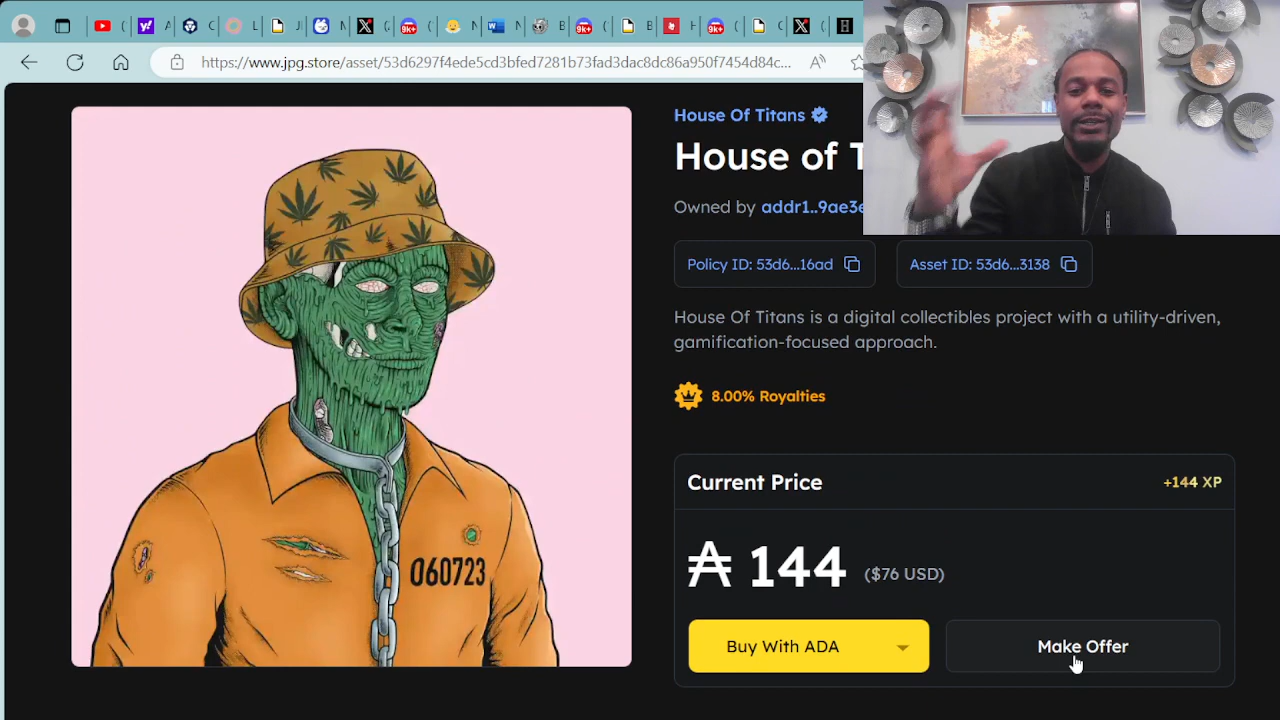 https://www.jpg.store/asset/53d6297f4ede5cd3bfed7281b73fad3dac8dc86a950f7454d84c...
House Of Titans
House of T
Owned by addr1..9ae3e
Policy ID: 53d6...16ad
Asset ID: 53d6...3138
House Of Titans is a digital collectibles project with a utility-driven,
gamification-focused approach.
8.00% Royalties
Current Price
+144 XP
₳ 144 ($76 USD)
Buy With ADA
Make Offer
060723